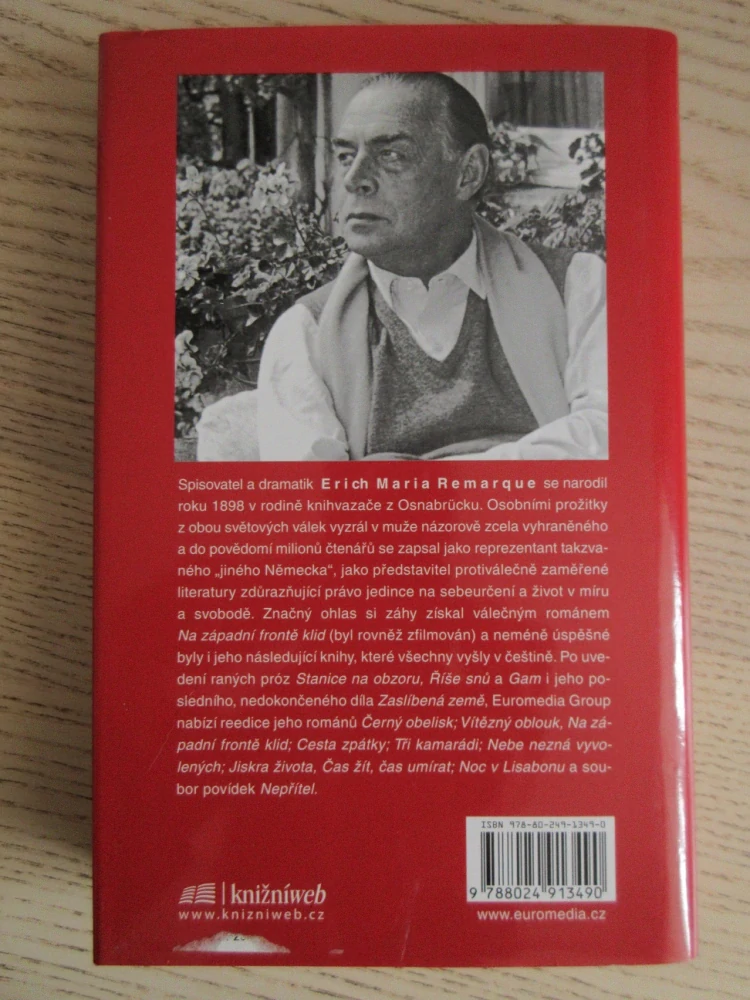 Spisovatel a dramatik Erich Maria Remarque se narodil
roku 1898 v rodině knihvazače z Osnabrücku. Osobními prožitky
z obou světových válek vyzrál v muže názorově zcela vyhraněného
a do povědomí milionů čtenářů se zapsal jako reprezentant takzva-
ného „jiného Německa“, jako představitel protiválečně zaměřené
literatury zdůrazňující právo jedince na sebeurčení a život v míru
a svobodě. Značný ohlas si záhy získal válečným románem
Na západní frontě klid (byl rovněž zfilmován) a neméně úspěšné
byly i jeho následující knihy, které všechny vyšly v češtině. Po uve-
dení raných próz Stanice na obzoru, Říše snů a Gam i jeho po-
sledního, nedokončeného díla Zaslíbená země, Euromedia Group
nabízí reedice jeho románů Černý obelisk; Vítězný oblouk, Na zá-
padní frontě klid; Cesta zpátky; Tři kamarádi; Nebe nezná vyvo-
lených; Jiskra života, Čas žít, čas umírat; Noc v Lisabonu a sou-
bor povídek Nepřítel.
ISBN 978-80-249-1349-0
9 788024 913490
knižníweb
www.knizniweb.cz
www.euromedia.cz